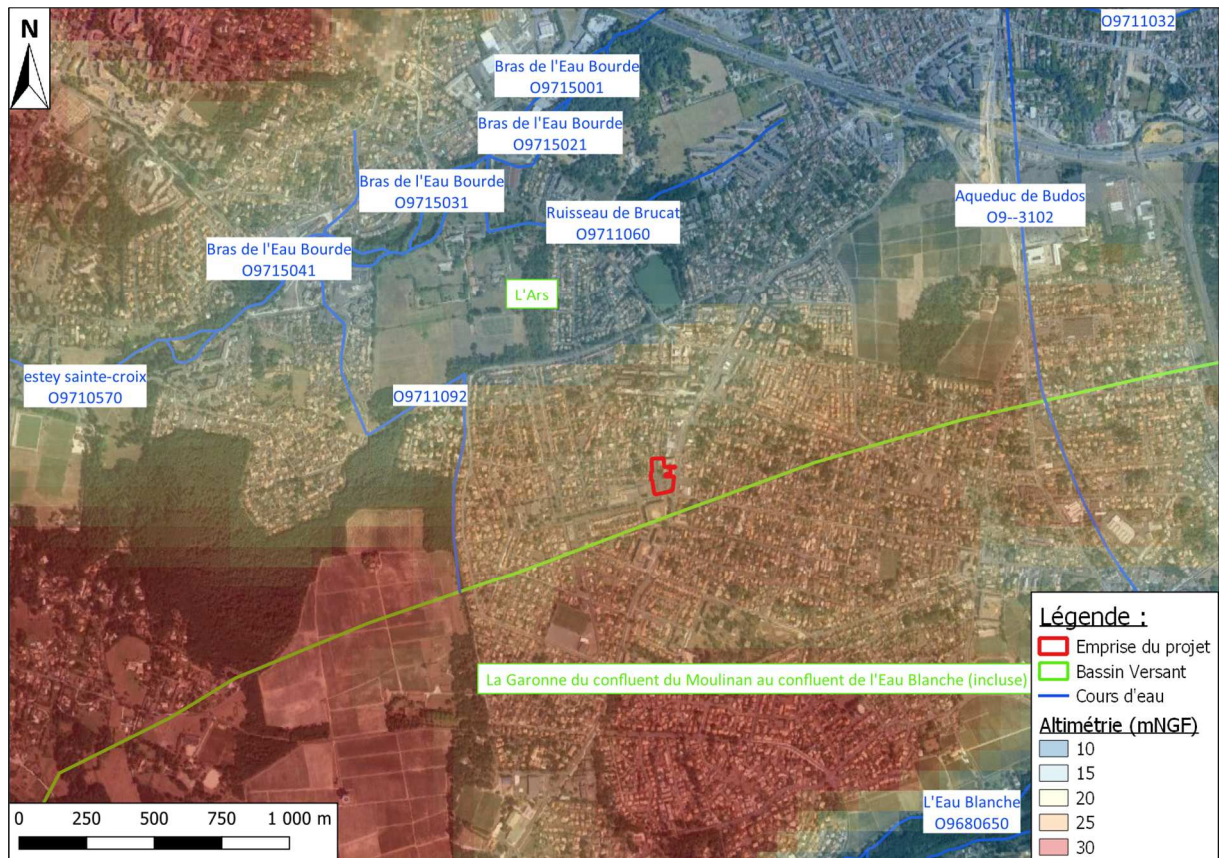 N
O9711032
Bras de l'Eau Bourde
O9715001
Bras de l'Eau Bourde
O9715021
Bras de l'Eau Bourde
O9715031
Aqueduc de Budos
O9--3102
Ruisseau de Brucat
O9711060
Bras de l'Eau Bourde
O9715041
L'Ars
estey sainte-croix
O9710570
O9711092
La Garonne du confluent du Moulinan au confluent de l'Eau Blanche (incluse)
L'Eau Blanche
O9680650
0 250 500 750 1 000 m
Légende :
Emprise du projet
Bassin Versant
Cours d'eau
Altimétrie (mNGF)
10
15
20
25
30